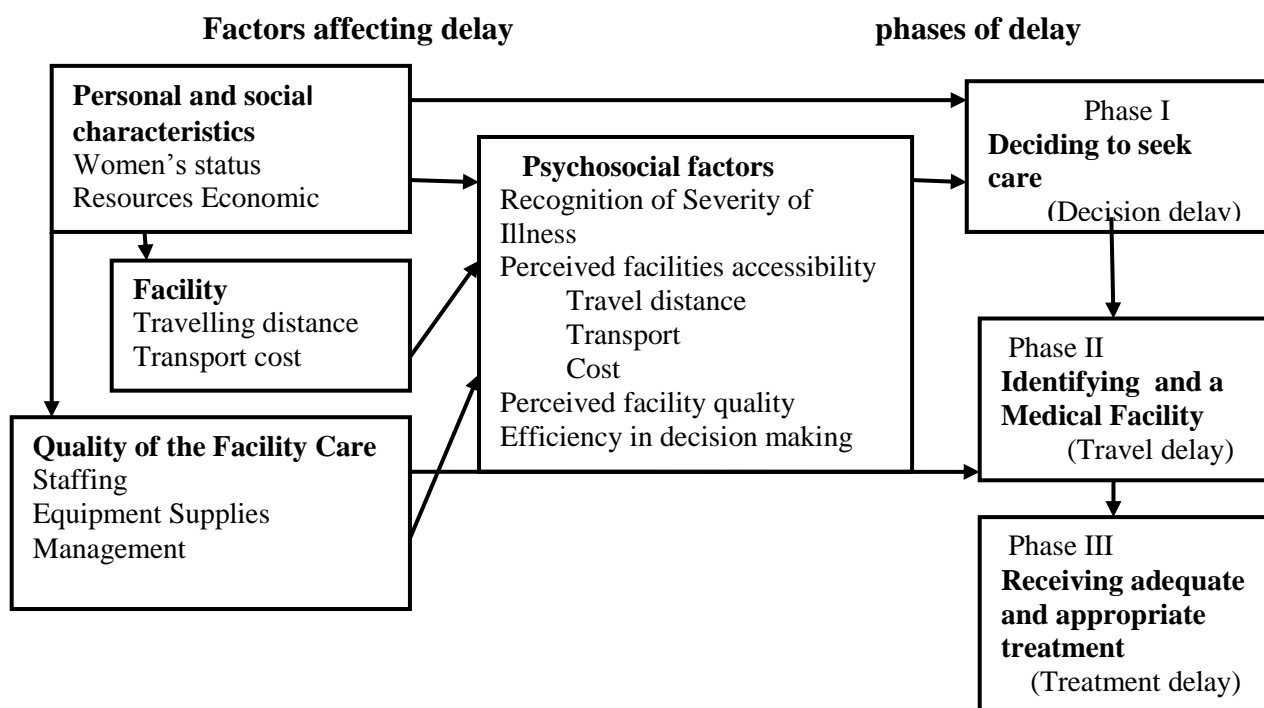 Factors affecting delay
phases of delay
Personal and social
characteristics
Women’s status
Resources Economic
Facility
Travelling distance
Transport cost
Quality of the Facility Care
Staffing
Equipment Supplies
Management
Psychosocial factors
Recognition of Severity of
Illness
Perceived facilities accessibility
Travel distance
Transport
Cost
Perceived facility quality
Efficiency in decision making
Phase I
Deciding to seek
care
(Decision delay)
Phase II
Identifying and a
Medical Facility
(Travel delay)
Phase III
Receiving adequate
and appropriate
treatment
(Treatment delay)